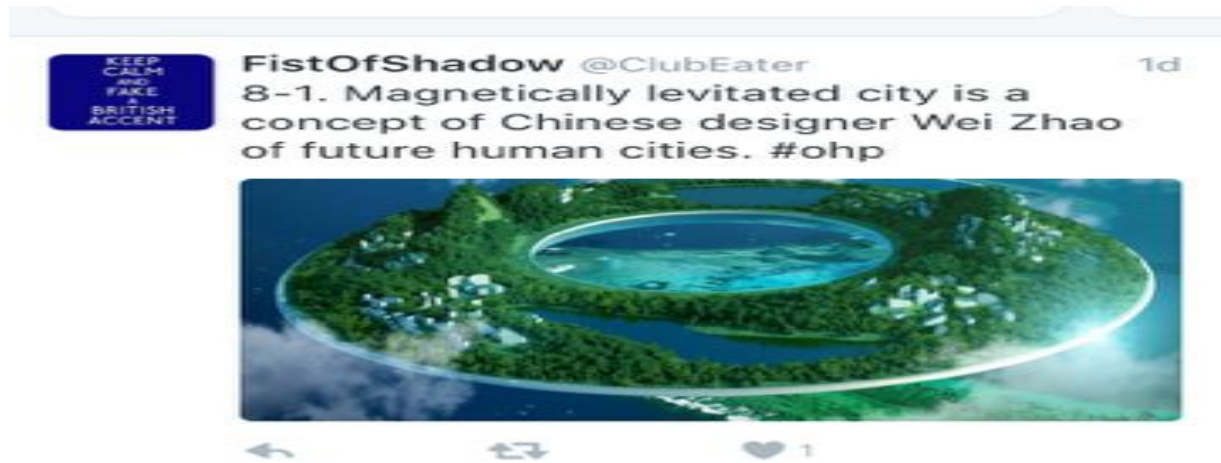 KEEP
CALM
AND
FAKE
A
BRITISH
ACCENT
FistOfShadow @ClubEater 1d
8-1. Magnetically levitated city is a
concept of Chinese designer Wei Zhao
of future human cities. #ohp
1